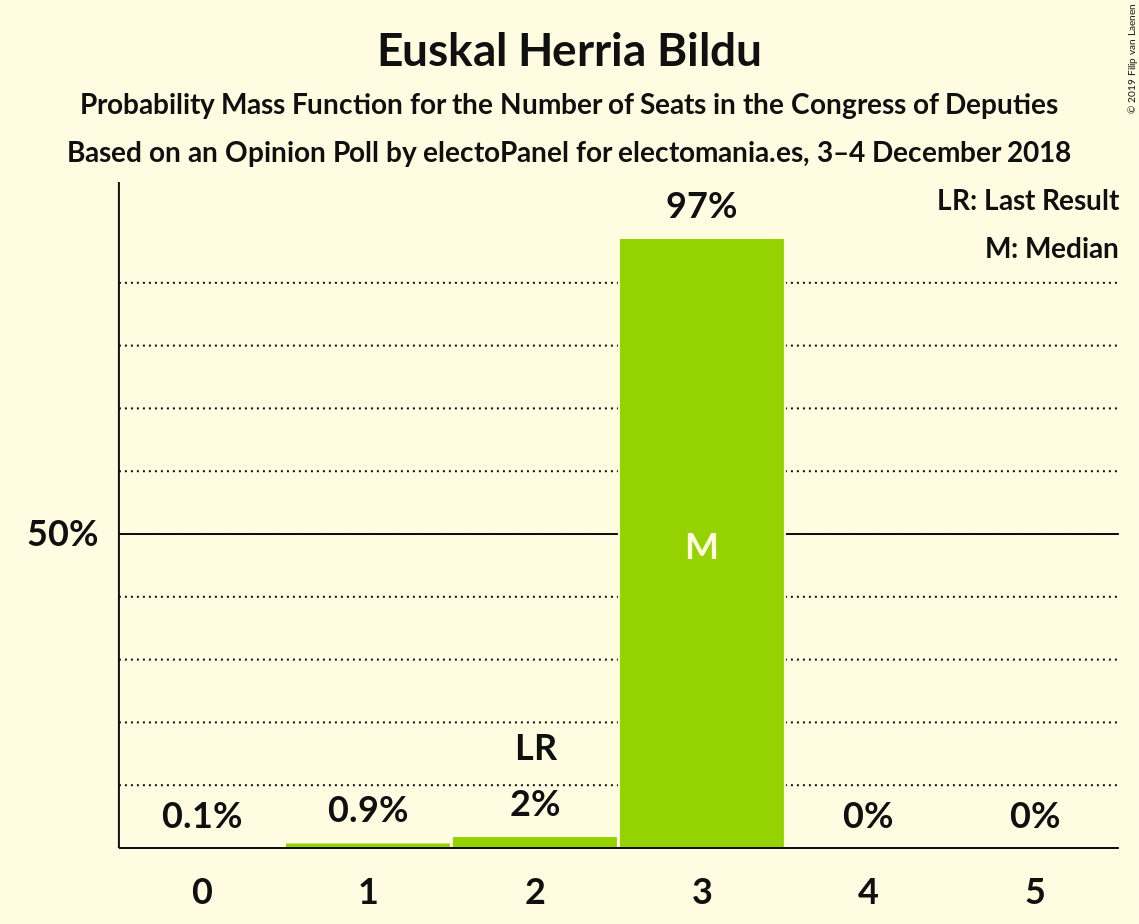 Euskal Herria Bildu
Probability Mass Function for the Number of Seats in the Congress of Deputies
Based on an Opinion Poll by electoPanel for electomania.es, 3–4 December 2018
© 2019 Filip van Laenen
LR: Last Result
M: Median
97%
50%
M
LR
0.1%
0.9%
2%
0%
0%
0
1
2
3
4
5